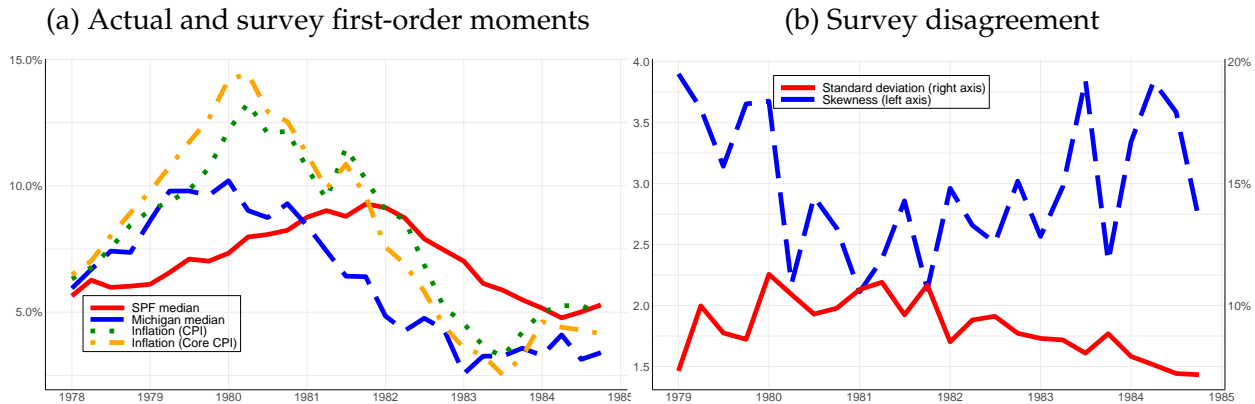 (a) Actual and survey first-order moments
15.0%
10.0%
5.0%
SPF median
Michigan median
Inflation (CPI)
Inflation (Core CPI)
1978 1979 1980 1981 1982 1983 1984 1985
(b) Survey disagreement
4.0
3.5
3.0
2.5
2.0
1.5
Standard deviation (right axis)
Skewness (left axis)
20%
15%
10%
1979 1980 1981 1982 1983 1984 1985